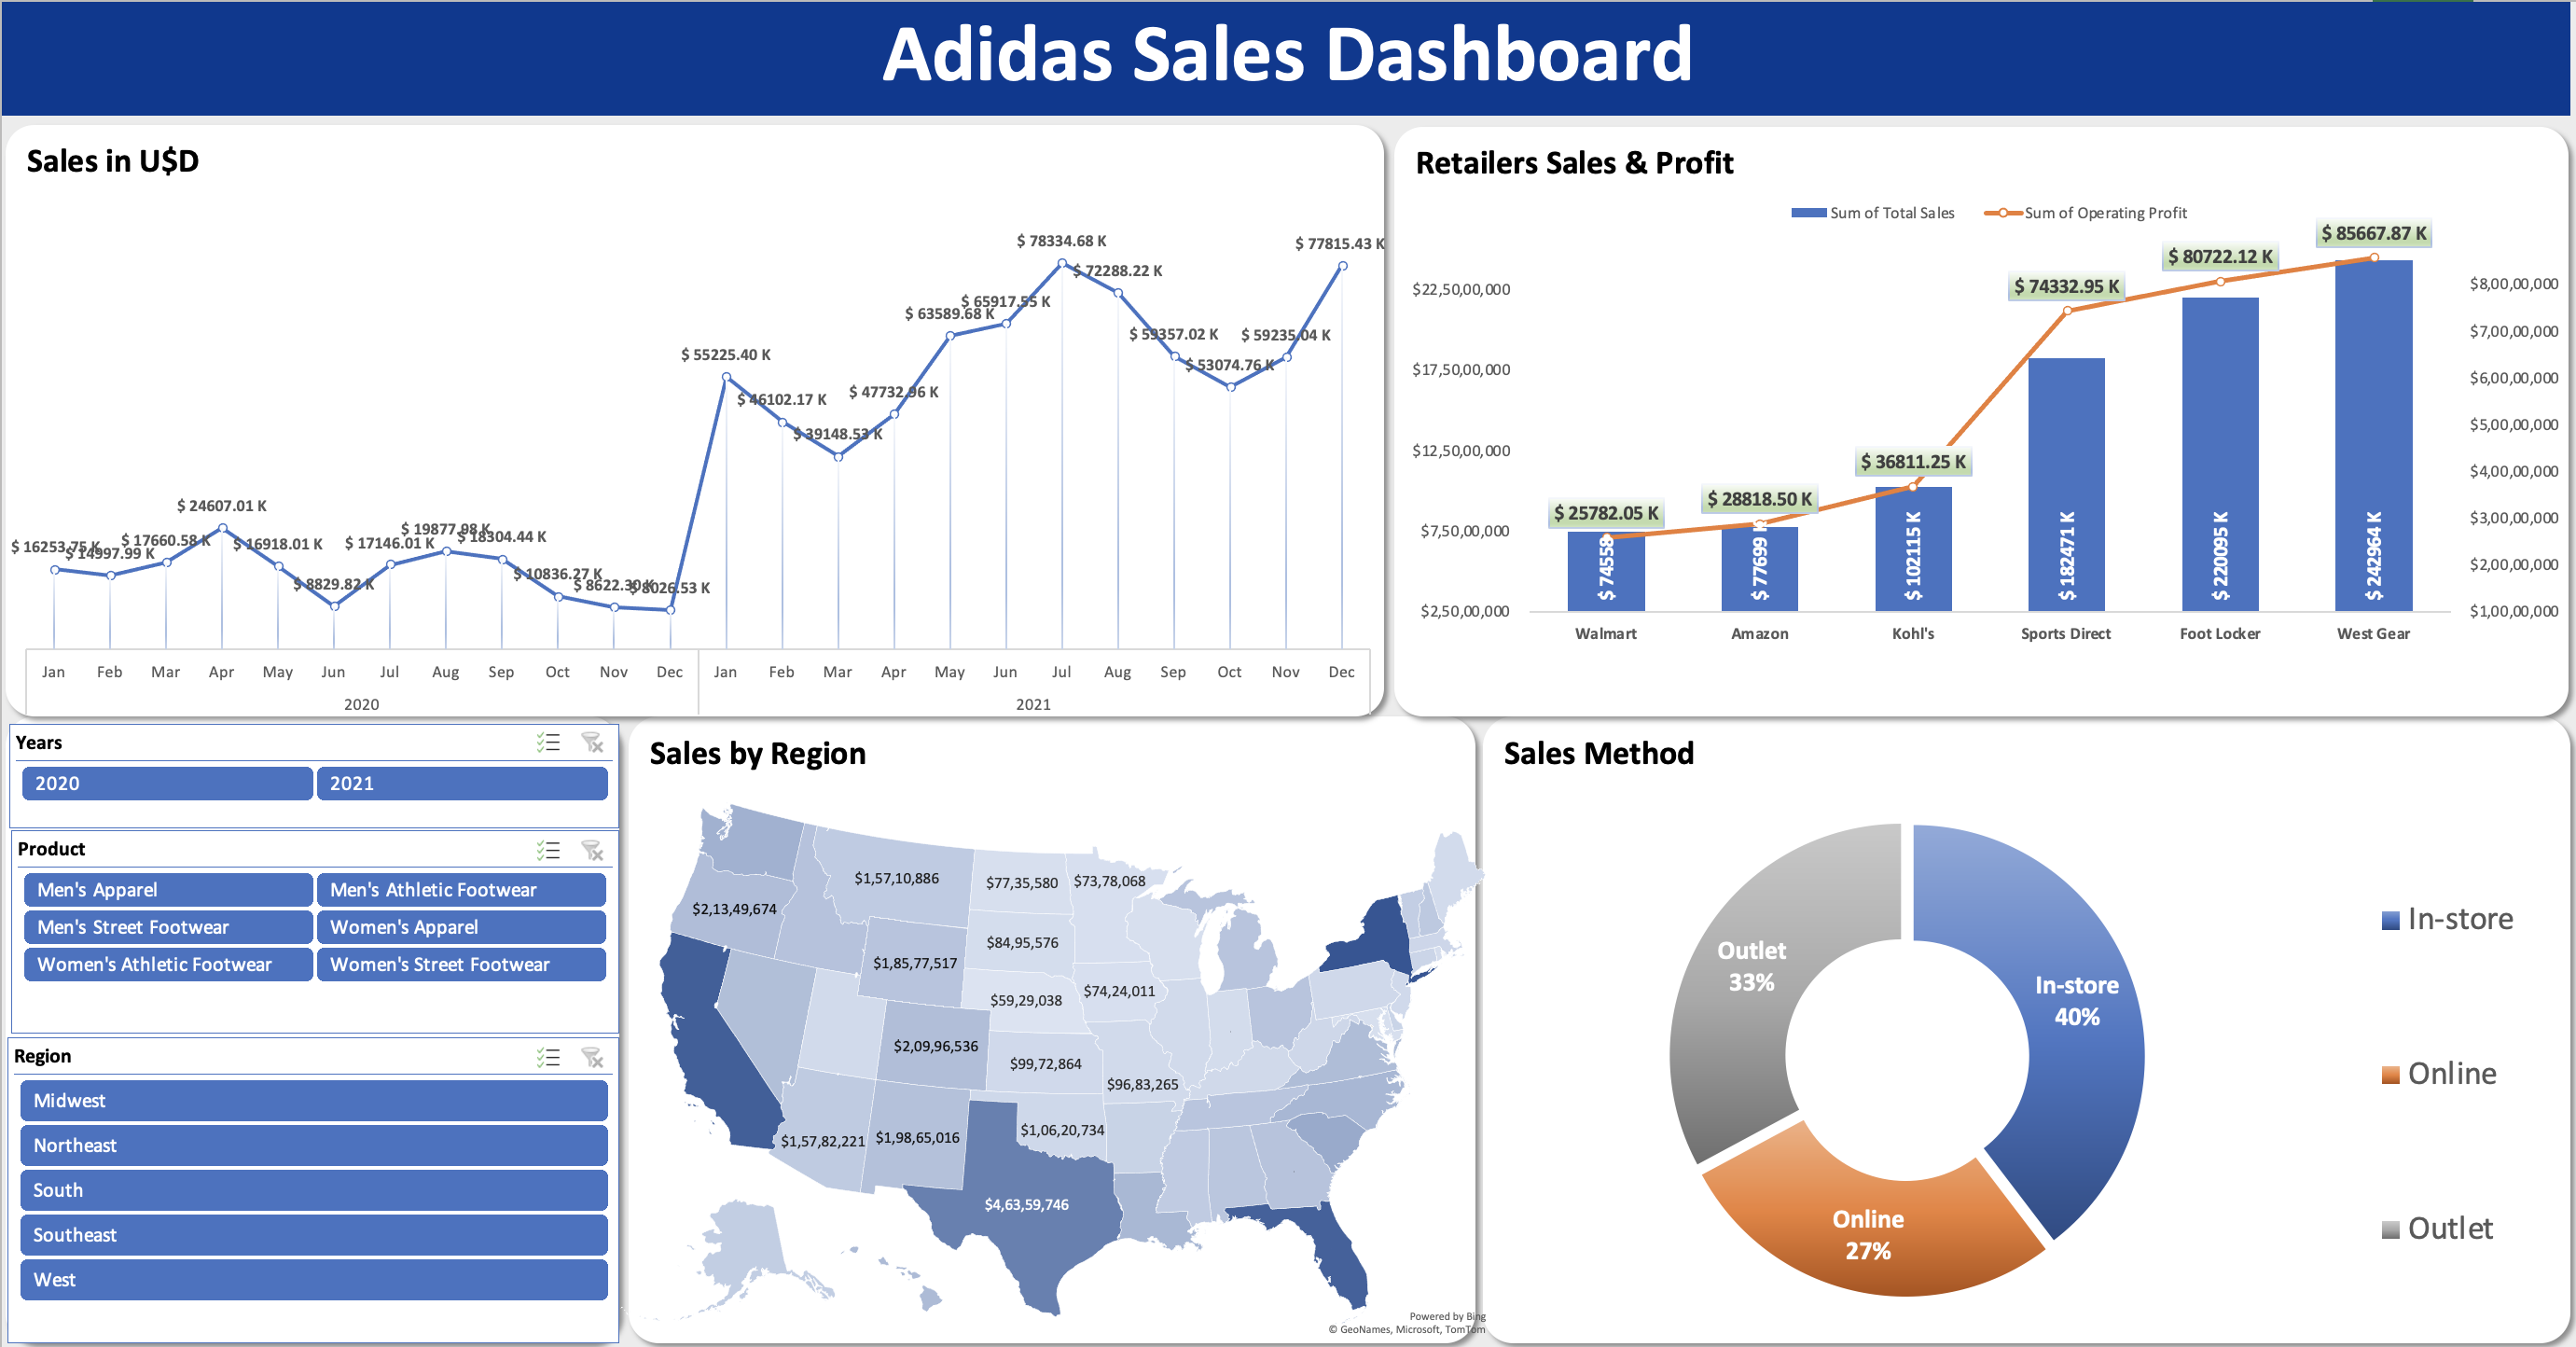 Adidas Sales Dashboard
Sales in U$D
$ 16253.75 K
$ 14997.99 K
$ 17660.58 K
$ 24607.01 K
$ 16918.01 K
$ 8829.82 K
$ 17146.01 K
$ 19877.98 K
$ 18304.44 K
$ 10836.27 K
$ 8622.30 K
$ 8026.53 K
$ 55225.40 K
$ 46102.17 K
$ 39148.53 K
$ 47732.96 K
$ 63589.68 K
$ 65917.55 K
$ 78334.68 K
$ 72288.22 K
$ 59357.02 K
$ 53074.76 K
$ 59235.04 K
$ 77815.43 K
Jan Feb Mar Apr May Jun Jul Aug Sep Oct Nov Dec Jan Feb Mar Apr May Jun Jul Aug Sep Oct Nov Dec
2020 2021
Retailers Sales & Profit
Sum of Total Sales Sum of Operating Profit
$22,50,00,000
$17,50,00,000
$12,50,00,000
$7,50,00,000
$2,50,00,000
$ 25782.05 K
$ 28818.50 K
$ 36811.25 K
$ 74332.95 K
$ 80722.12 K
$ 85667.87 K
$ 74558
$ 77699 K
$ 102115 K
$ 182471 K
$ 220095 K
$ 242964 K
$8,00,00,000
$7,00,00,000
$6,00,00,000
$5,00,00,000
$4,00,00,000
$3,00,00,000
$2,00,00,000
$1,00,00,000
Walmart Amazon Kohl's Sports Direct Foot Locker West Gear
Years
2020 2021
Product
Men's Apparel Men's Athletic Footwear
Men's Street Footwear Women's Apparel
Women's Athletic Footwear Women's Street Footwear
Region
Midwest
Northeast
South
Southeast
West
Sales by Region
$1,57,10,886
$77,35,580
$73,78,068
$2,13,49,674
$84,95,576
$1,85,77,517
$59,29,038
$74,24,011
$2,09,96,536
$99,72,864
$96,83,265
$1,57,82,221
$1,98,65,016
$1,06,20,734
$4,63,59,746
Powered by Bing
© GeoNames, Microsoft, TomTom
Sales Method
Outlet
33%
In-store
40%
Online
27%
In-store
Online
Outlet